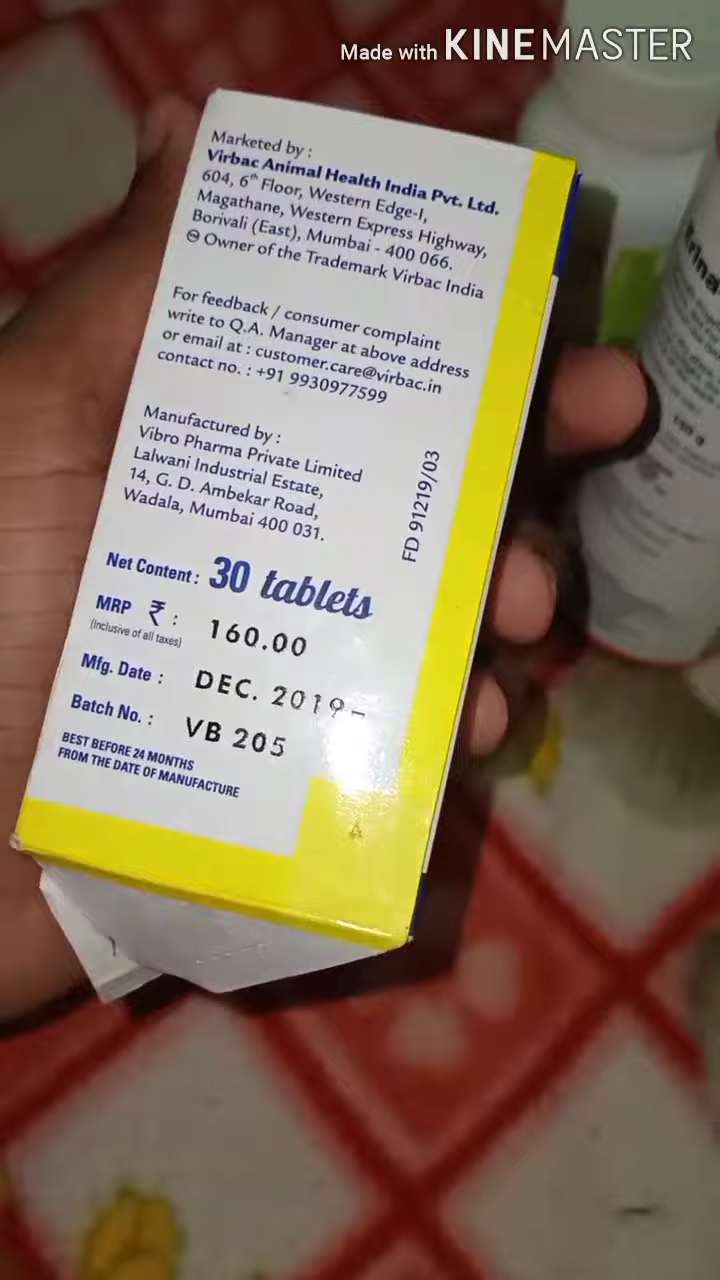 Made with KINEMASTER
Marketed by :
Virbac Animal Health India Pvt. Ltd.
604, 6th Floor, Western Edge-I,
Magathane, Western Express Highway,
Borivali (East), Mumbai - 400 066.
Owner of the Trademark Virbac India
For feedback / consumer complaint
write to Q.A. Manager at above address
or email at : customer.care@virbac.in
contact no. : +91 9930977599
Manufactured by :
Vibro Pharma Private Limited
Lalwani Industrial Estate,
14, G. D. Ambekar Road,
Wadala, Mumbai 400 031.
FD 91219/03
Net Content : 30 tablets
MRP ₹ : 160.00
(Inclusive of all taxes)
Mfg. Date : DEC. 2019-
Batch No. : VB 205
BEST BEFORE 24 MONTHS
FROM THE DATE OF MANUFACTURE